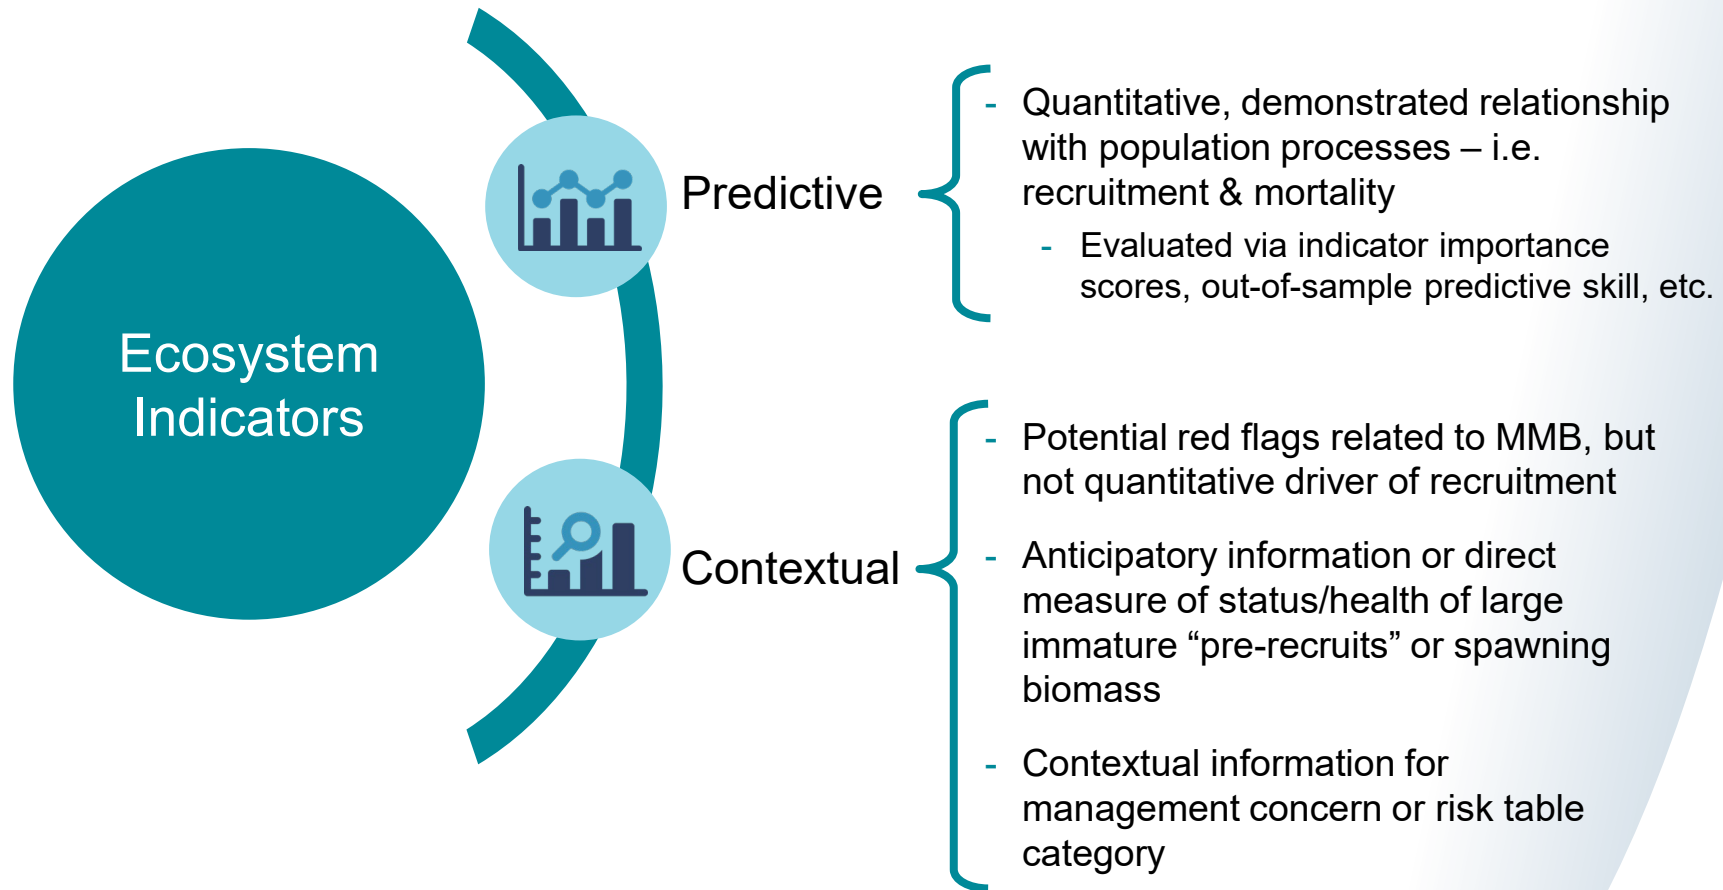 Ecosystem
Indicators
Predictive
- Quantitative, demonstrated relationship
with population processes – i.e.
recruitment & mortality
- Evaluated via indicator importance
scores, out-of-sample predictive skill, etc.
Contextual
- Potential red flags related to MMB, but
not quantitative driver of recruitment
- Anticipatory information or direct
measure of status/health of large
immature “pre-recruits” or spawning
biomass
- Contextual information for
management concern or risk table
category